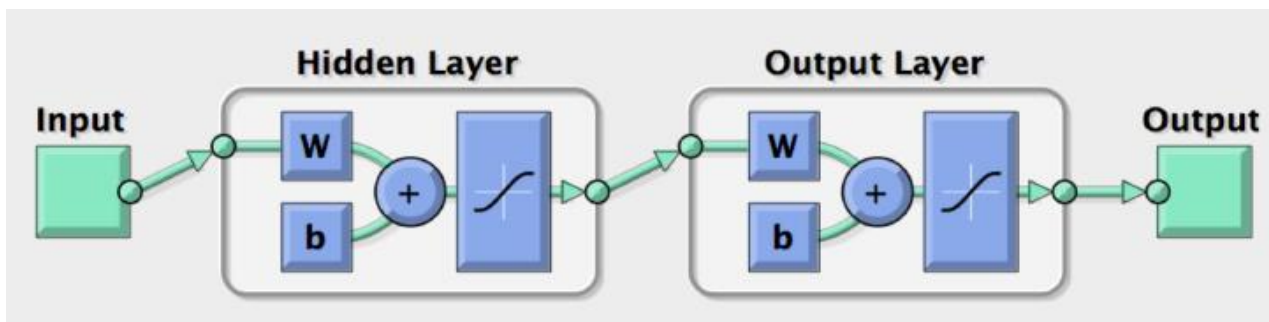 Hidden Layer
Output Layer
Input
Output
W
+
b
W
+
b